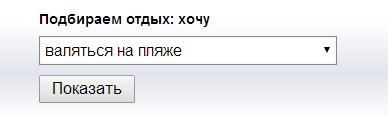 Подбираем отдых: хочу
валяться на пляже
Показать